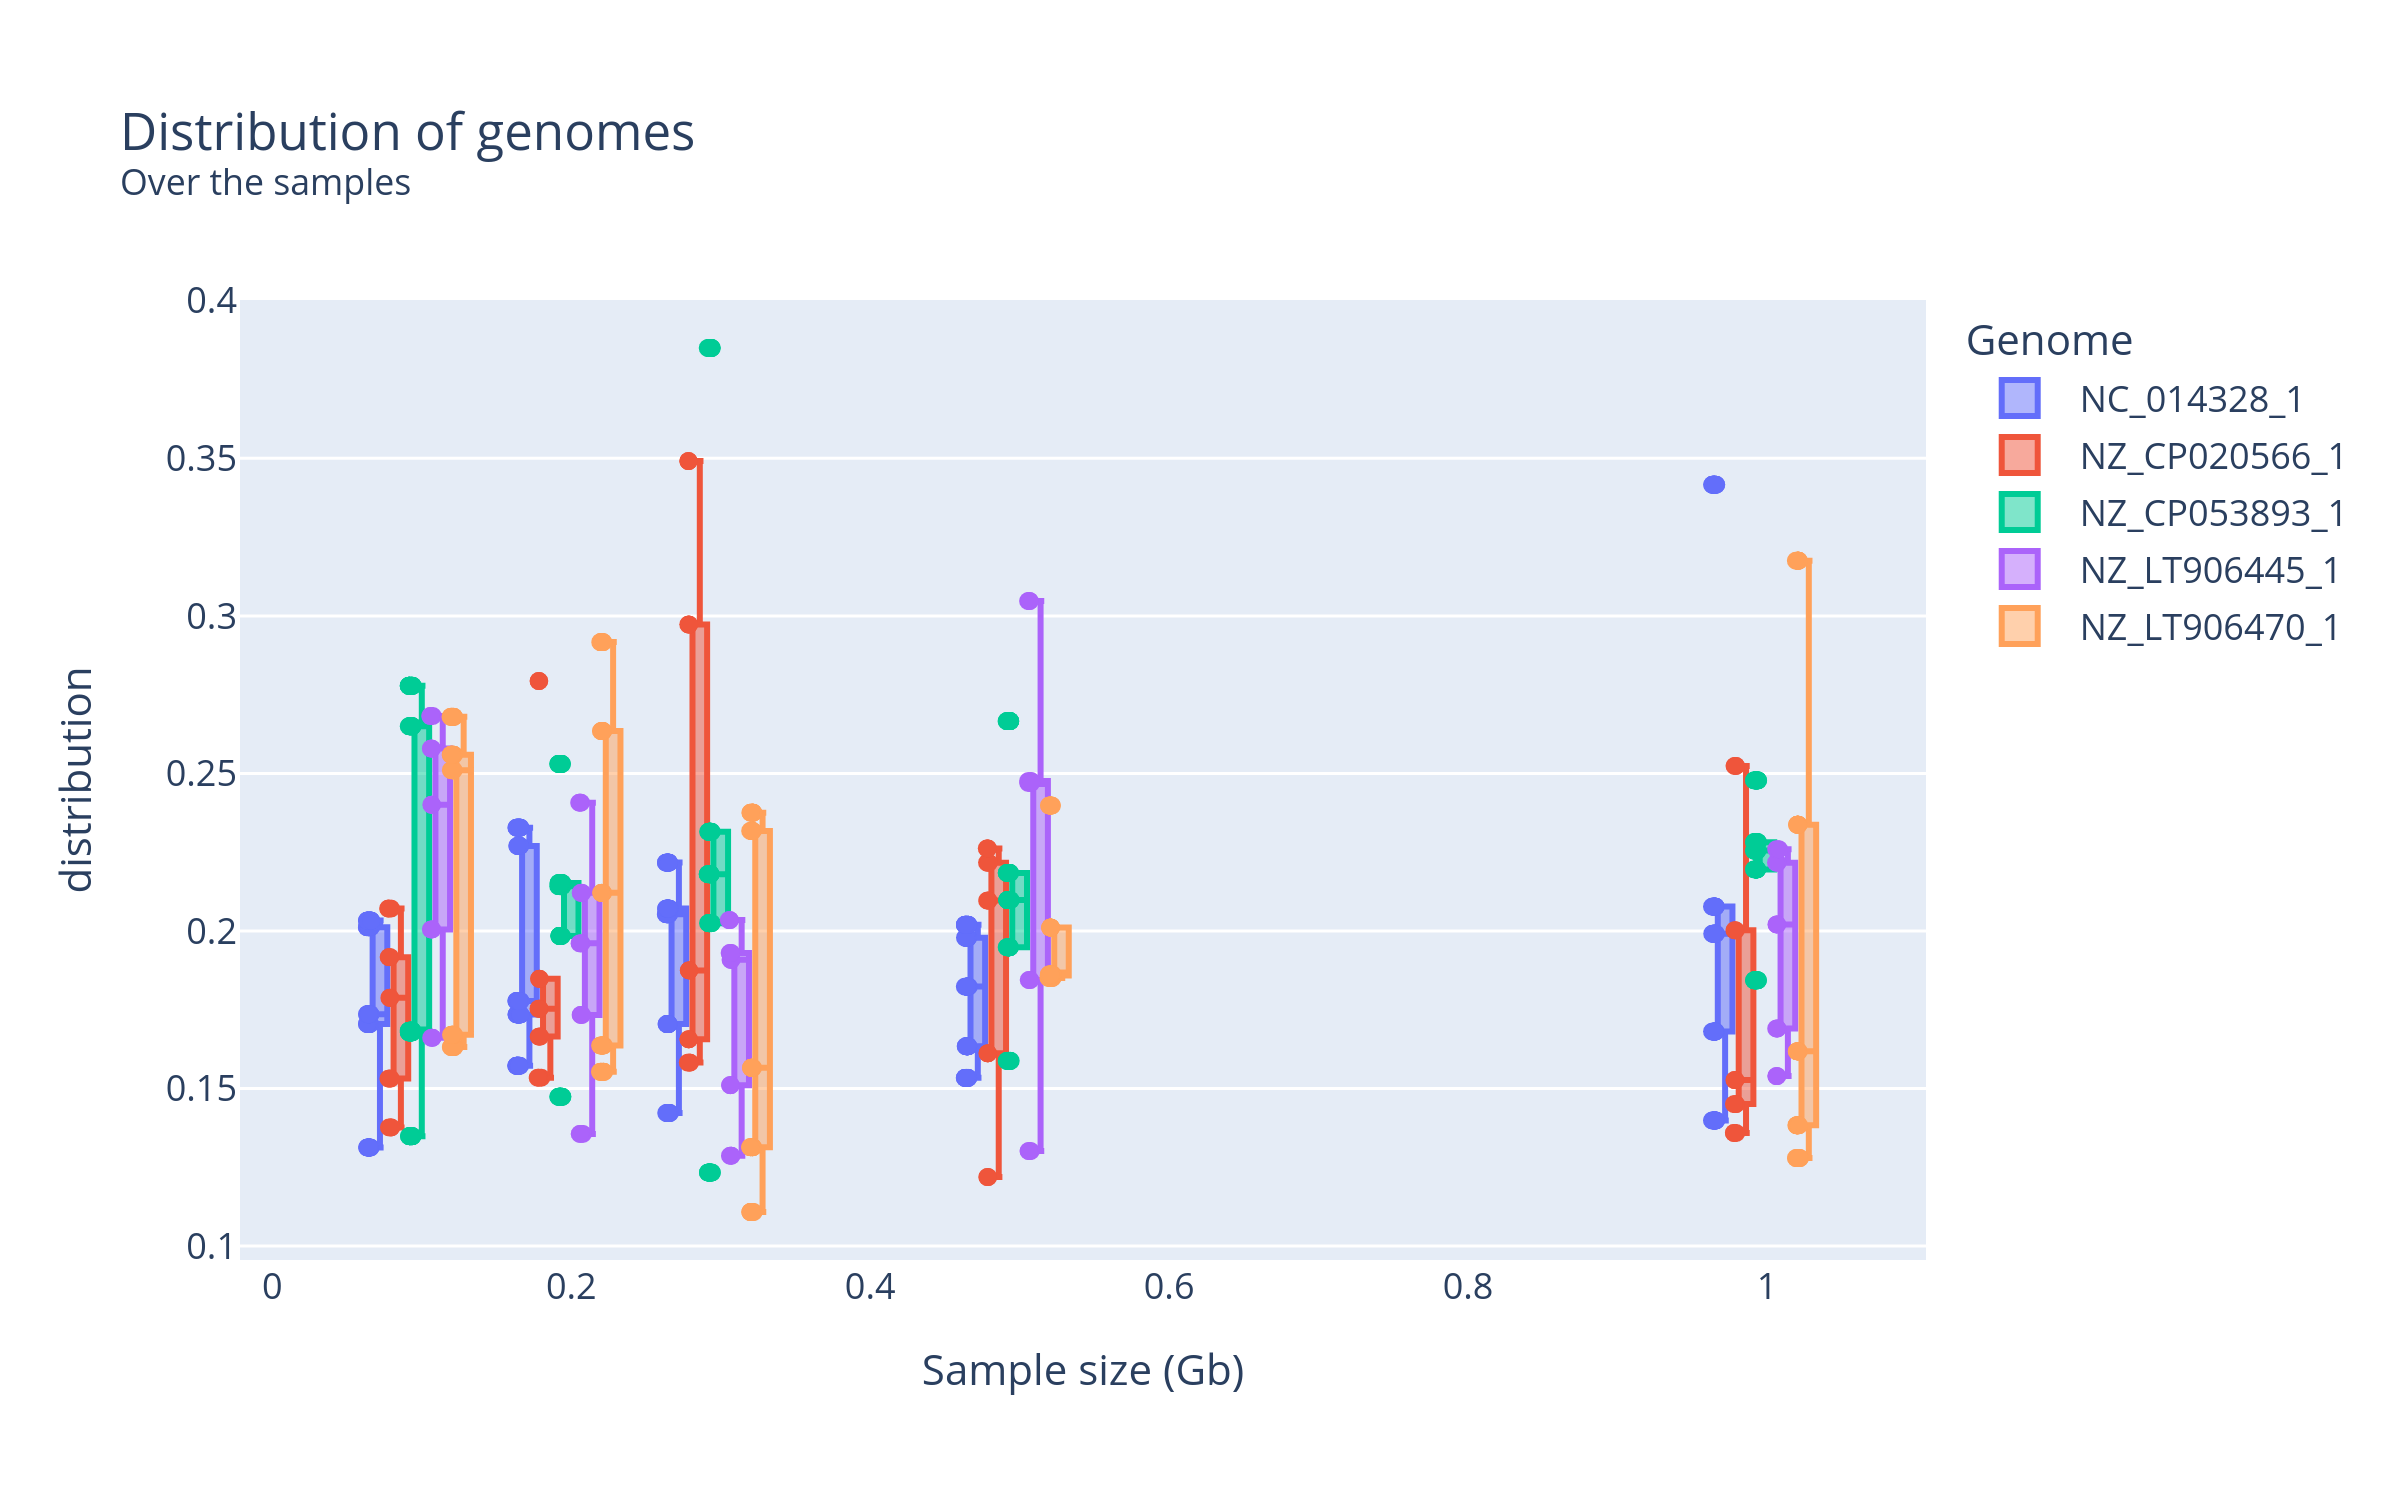 Distribution of genomes
Over the samples
0.4
0.35
0.3
0.25
0.2
0.15
0.1
distribution
0 0.2 0.4 0.6 0.8 1
Sample size (Gb)
Genome
NC_014328_1
NZ_CP020566_1
NZ_CP053893_1
NZ_LT906445_1
NZ_LT906470_1